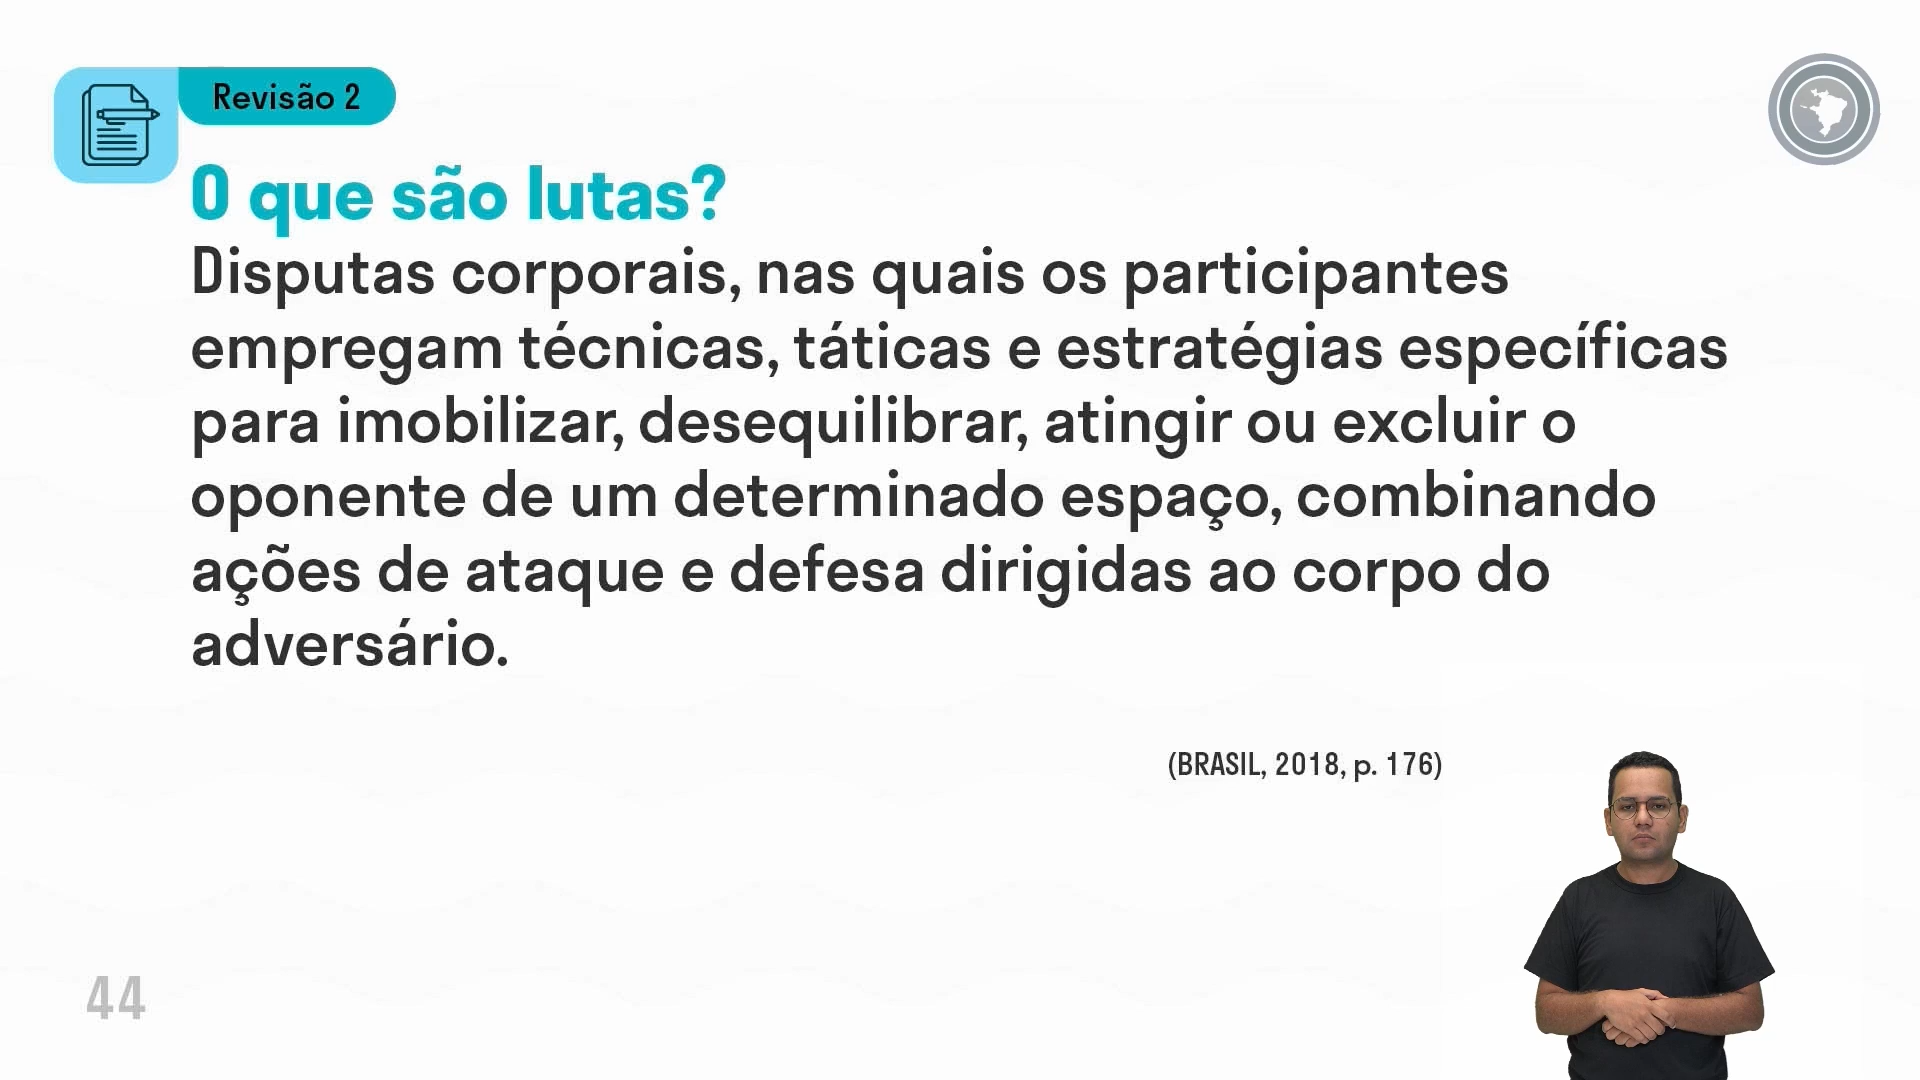 Revisão 2
O que são lutas?
Disputas corporais, nas quais os participantes
empregam técnicas, táticas e estratégias específicas
para imobilizar, desequilibrar, atingir ou excluir o
oponente de um determinado espaço, combinando
ações de ataque e defesa dirigidas ao corpo do
adversário.
(BRASIL, 2018, p. 176)
44